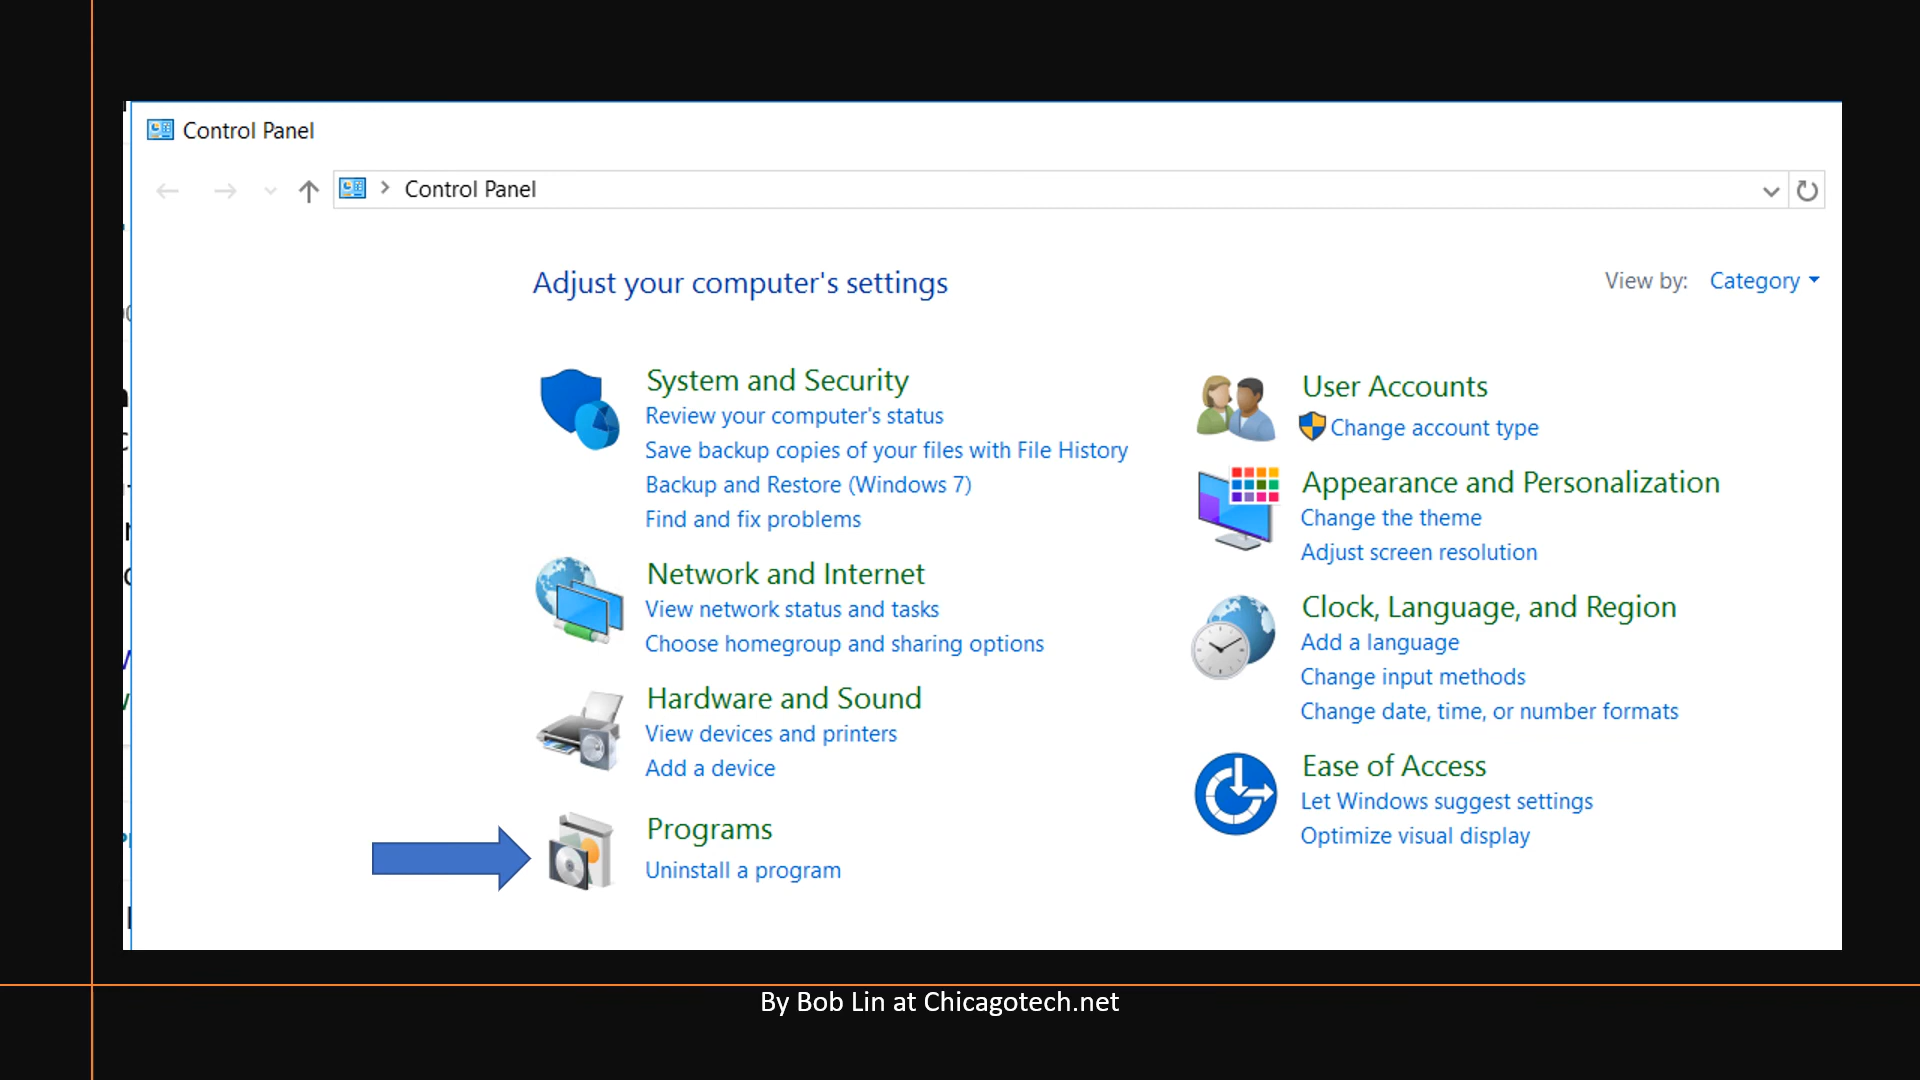 Control Panel
Control Panel
Adjust your computer's settings
View by: Category
System and Security
Review your computer's status
Save backup copies of your files with File History
Backup and Restore (Windows 7)
Find and fix problems
Network and Internet
View network status and tasks
Choose homegroup and sharing options
Hardware and Sound
View devices and printers
Add a device
Programs
Uninstall a program
User Accounts
Change account type
Appearance and Personalization
Change the theme
Adjust screen resolution
Clock, Language, and Region
Add a language
Change input methods
Change date, time, or number formats
Ease of Access
Let Windows suggest settings
Optimize visual display
By Bob Lin at Chicagotech.net